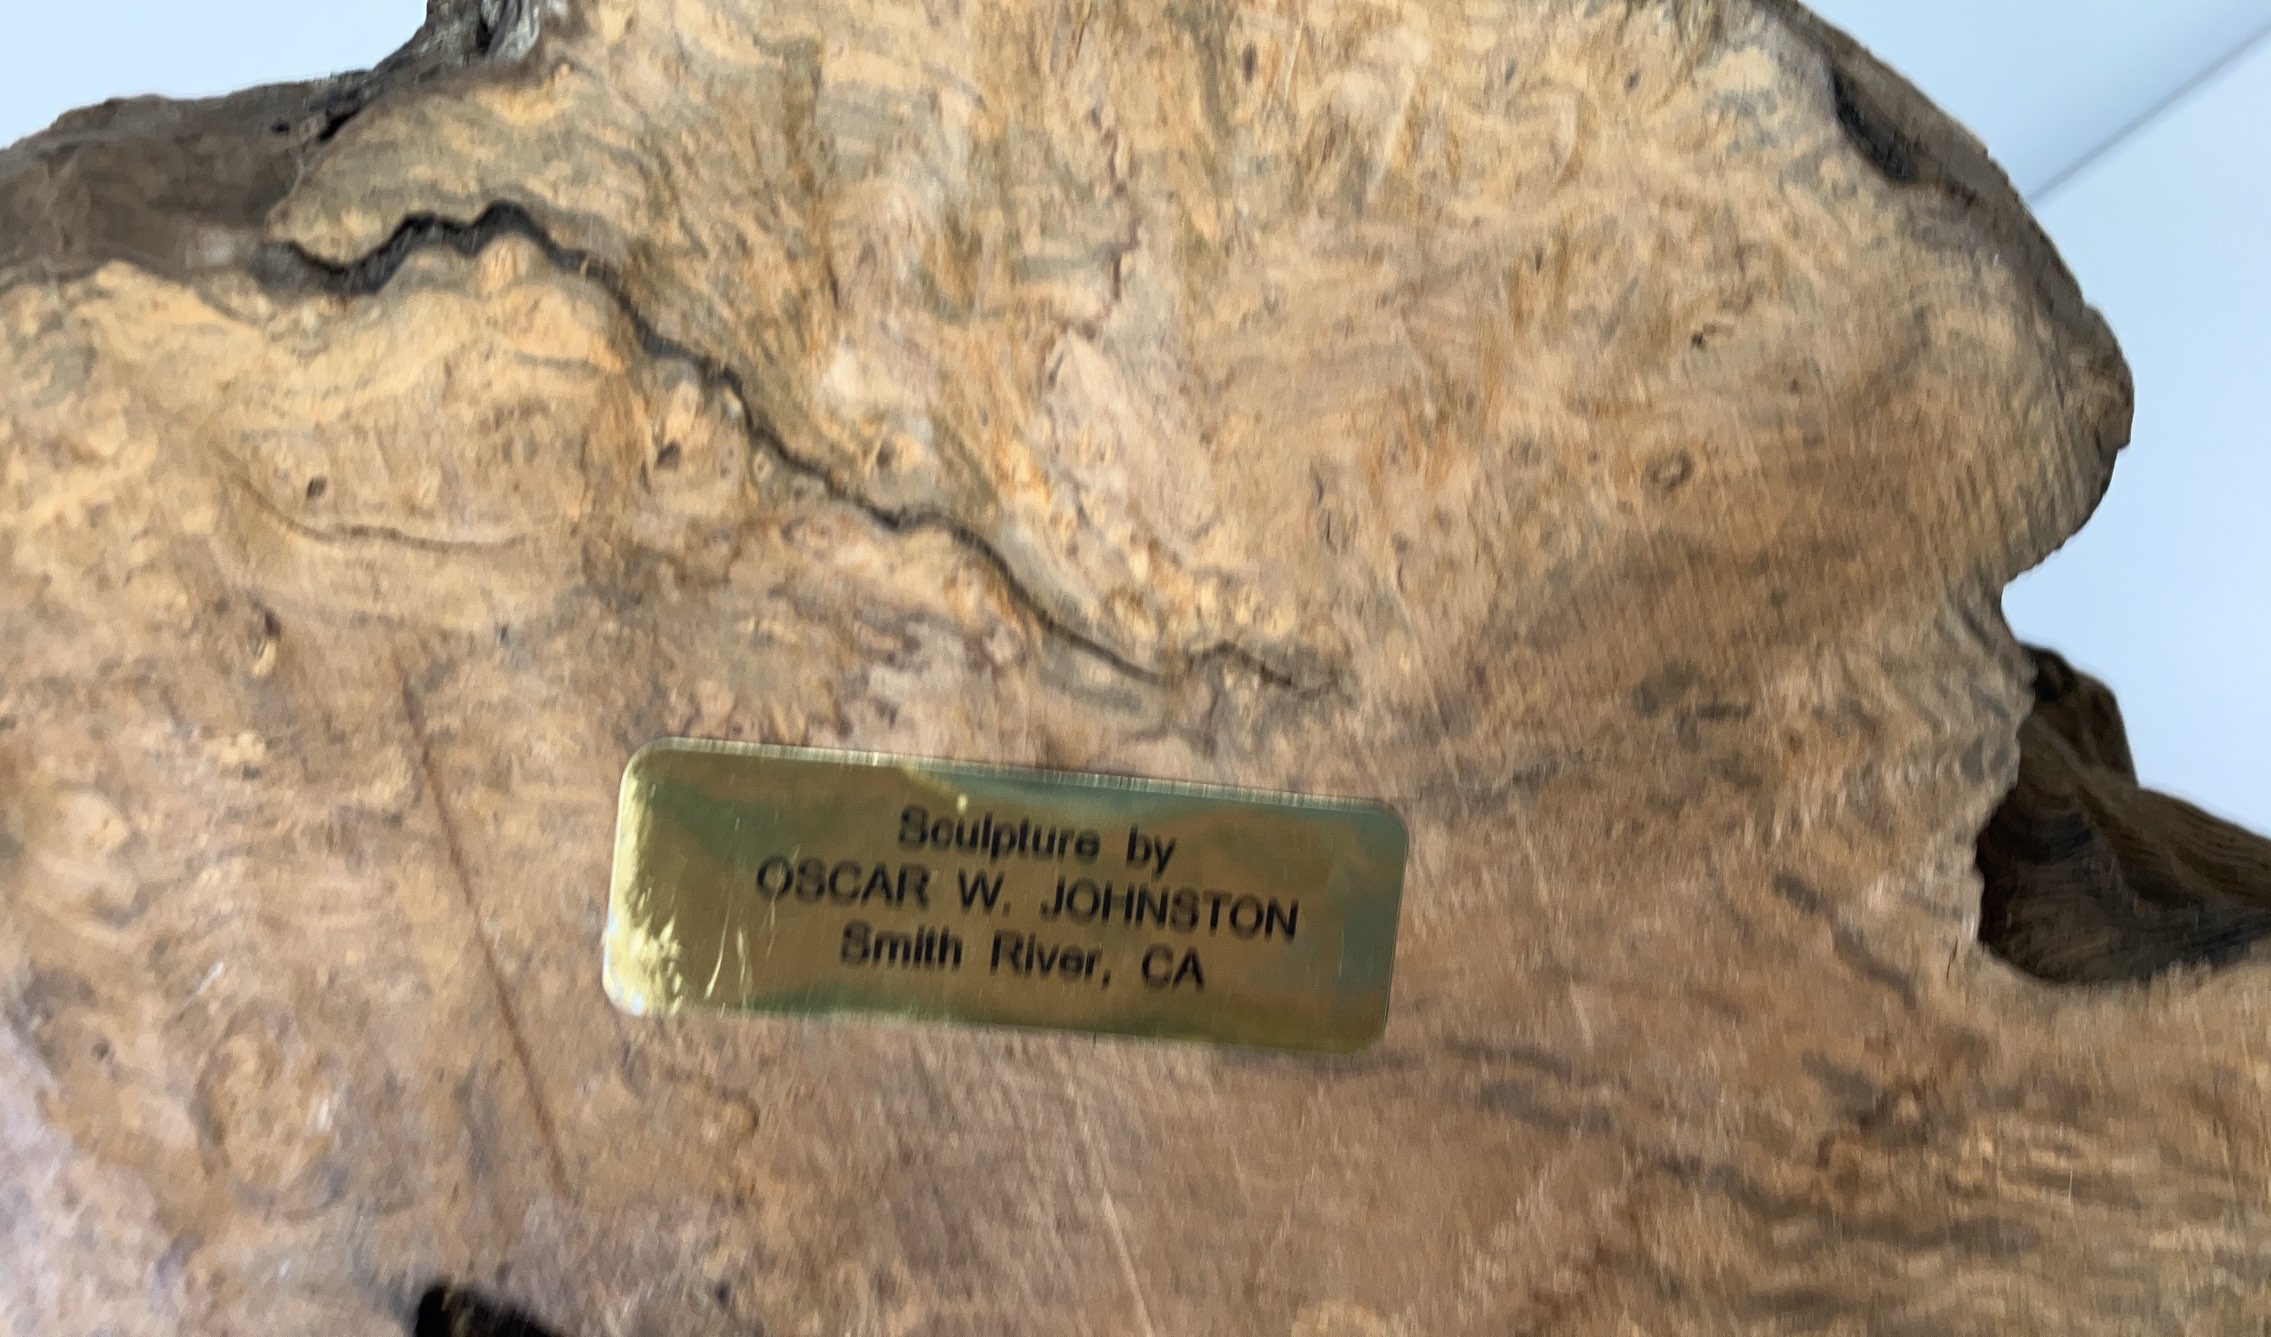 Sculpture by
OSCAR W. JOHNSTON
Smith River, CA